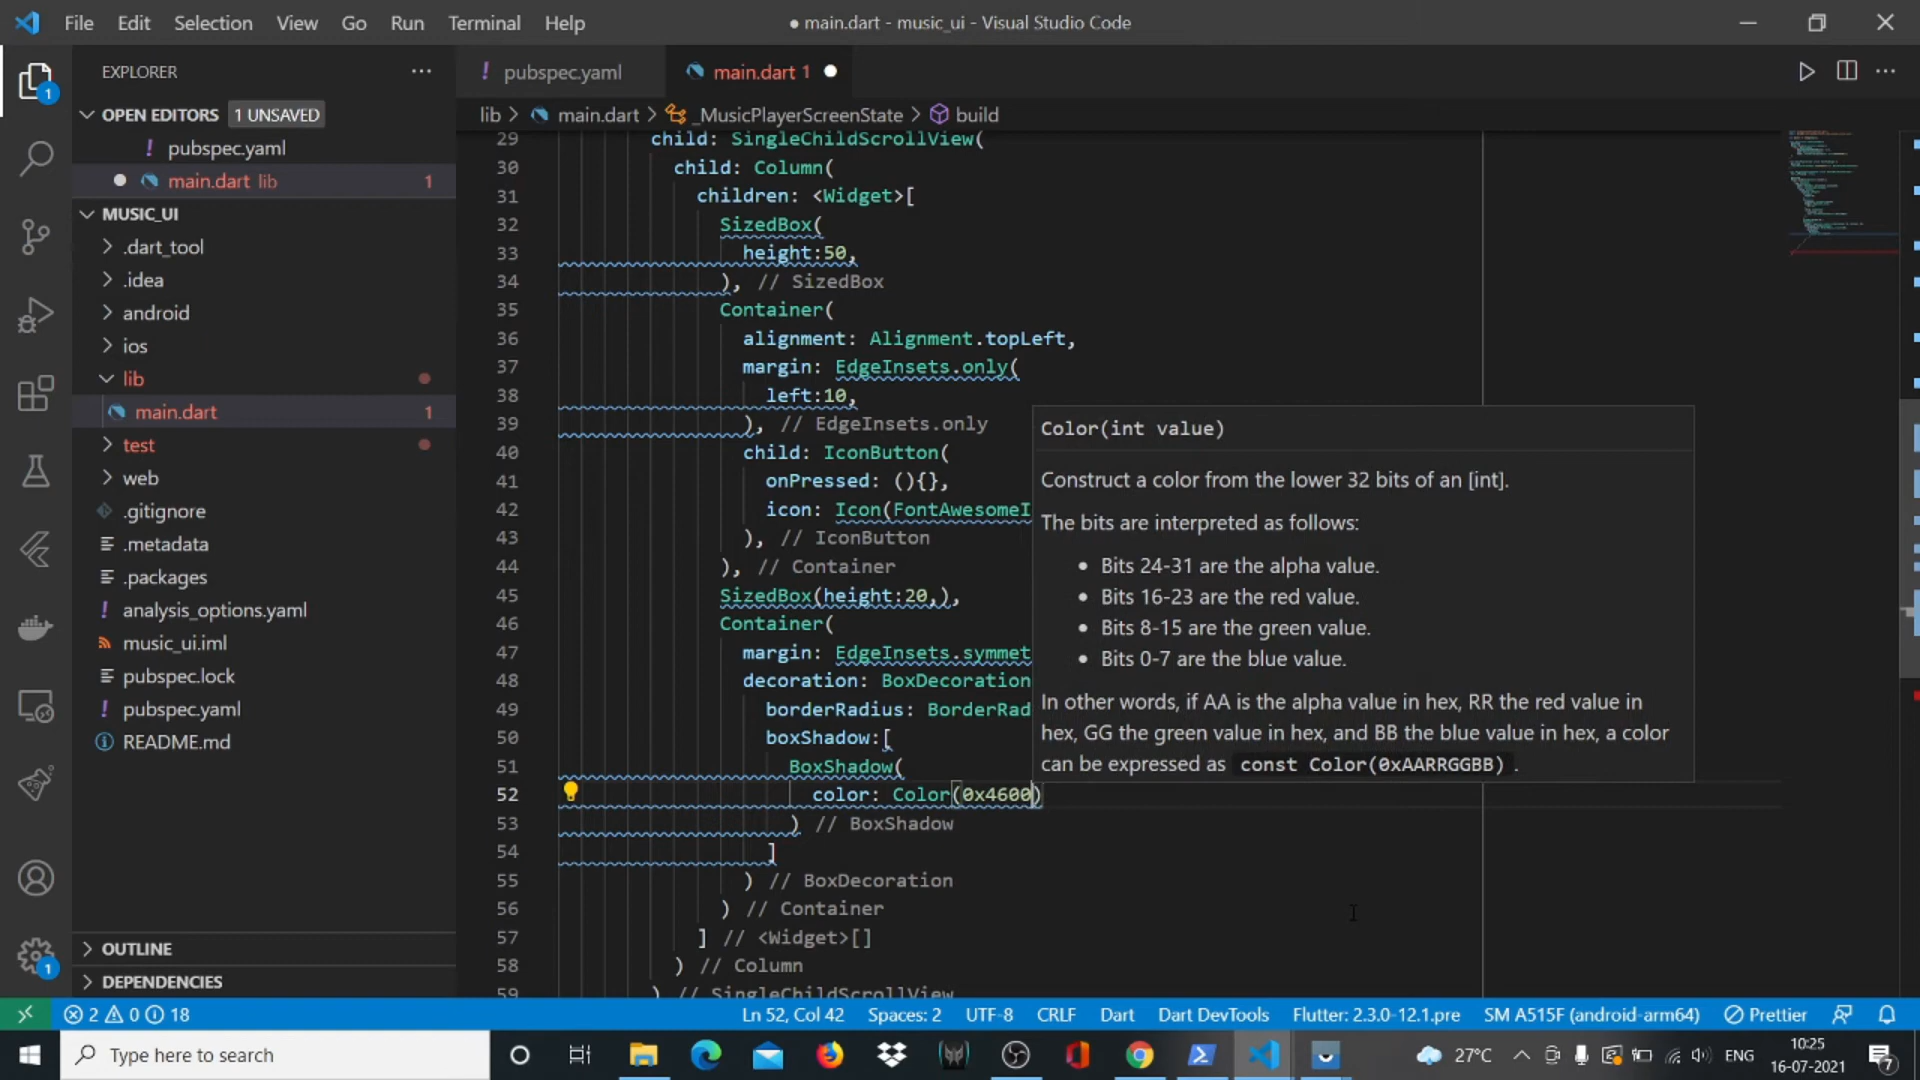 File Edit Selection View Go Run Terminal Help
● main.dart - music_ui - Visual Studio Code
EXPLORER
OPEN EDITORS 1 UNSAVED
! pubspec.yaml
main.dart lib 1
MUSIC_UI
.dart_tool
.idea
android
ios
lib
main.dart 1
test
web
.gitignore
.metadata
.packages
analysis_options.yaml
music_ui.iml
pubspec.lock
! pubspec.yaml
README.md
OUTLINE
DEPENDENCIES
! pubspec.yaml
main.dart 1
lib > main.dart > _MusicPlayerScreenState > build
29 child: SingleChildScrollView(
30 child: Column(
31 children: <Widget>[
32 SizedBox(
33 height:50,
34 ), // SizedBox
35 Container(
36 alignment: Alignment.topLeft,
37 margin: EdgeInsets.only(
38 left:10,
39 ), // EdgeInsets.only
40 child: IconButton(
41 onPressed: (){},
42 icon: Icon(FontAwesomeI
43 ), // IconButton
44 ), // Container
45 SizedBox(height:20,),
46 Container(
47 margin: EdgeInsets.symmet
48 decoration: BoxDecoration
49 borderRadius: BorderRad
50 boxShadow:[
51 BoxShadow(
52 color: Color(0x4600)
53 ) // BoxShadow
54 ]
55 ) // BoxDecoration
56 ) // Container
57 ] // <Widget>[]
58 ) // Column
59 ) // SingleChildScrollView
Color(int value)
Construct a color from the lower 32 bits of an [int].
The bits are interpreted as follows:
• Bits 24-31 are the alpha value.
• Bits 16-23 are the red value.
• Bits 8-15 are the green value.
• Bits 0-7 are the blue value.
In other words, if AA is the alpha value in hex, RR the red value in
hex, GG the green value in hex, and BB the blue value in hex, a color
can be expressed as const Color(0xAARRGGBB) .
2 0 18
Ln 52, Col 42 Spaces: 2 UTF-8 CRLF Dart Dart DevTools Flutter: 2.3.0-12.1.pre SM A515F (android-arm64) Prettier
Type here to search
27°C ENG
10:25
16-07-2021
7
1
1